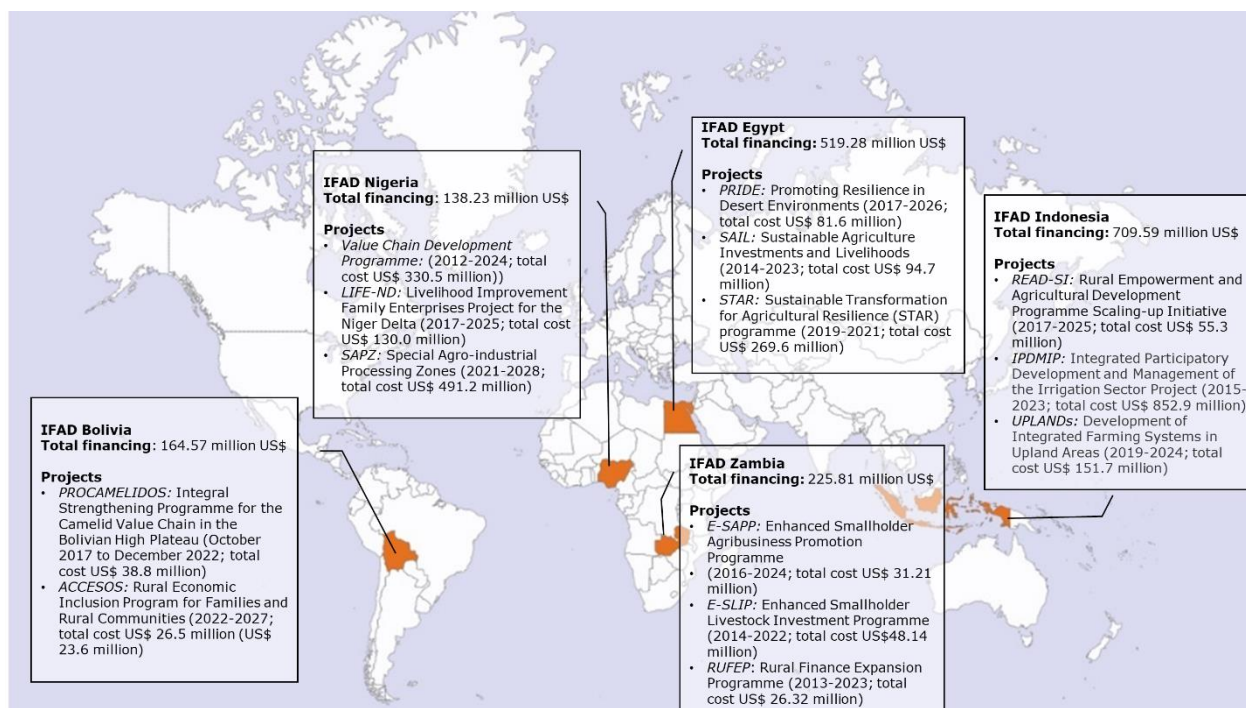 IFAD Nigeria
Total financing: 138.23 million US$
Projects
• Value Chain Development
Programme: (2012-2024; total
cost US$ 330.5 million))
• LIFE-ND: Livelihood Improvement
Family Enterprises Project for the
Niger Delta (2017-2025; total cost
US$ 130.0 million)
• SAPZ: Special Agro-industrial
Processing Zones (2021-2028;
total cost US$ 491.2 million)
IFAD Egypt
Total financing: 519.28 million US$
Projects
• PRIDE: Promoting Resilience in
Desert Environments (2017-2026;
total cost US$ 81.6 million)
• SAIL: Sustainable Agriculture
Investments and Livelihoods
(2014-2023; total cost US$ 94.7
million)
• STAR: Sustainable Transformation
for Agricultural Resilience (STAR)
programme (2019-2021; total cost
US$ 269.6 million)
IFAD Indonesia
Total financing: 709.59 million US$
Projects
• READ-SI: Rural Empowerment and
Agricultural Development
Programme Scaling-up Initiative
(2017-2025; total cost US$ 55.3
million)
• IPDMIP: Integrated Participatory
Development and Management of
the Irrigation Sector Project (2015-
2023; total cost US$ 852.9 million)
• UPLANDs: Development of
Integrated Farming Systems in
Upland Areas (2019-2024; total
cost US$ 151.7 million)
IFAD Bolivia
Total financing: 164.57 million US$
Projects
• PROCAMELIDOS: Integral
Strengthening Programme for the
Camelid Value Chain in the
Bolivian High Plateau (October
2017 to December 2022; total
cost US$ 38.8 million)
• ACCESOS: Rural Economic
Inclusion Program for Families and
Rural Communities (2022-2027;
total cost US$ 26.5 million (US$
23.6 million)
IFAD Zambia
Total financing: 225.81 million US$
Projects
• E-SAPP: Enhanced Smallholder
Agribusiness Promotion
Programme
• (2016-2024; total cost US$ 31.21
million)
• E-SLIP: Enhanced Smallholder
Livestock Investment Programme
(2014-2022; total cost US$48.14
million)
• RUFEP: Rural Finance Expansion
Programme (2013-2023; total
cost US$ 26.32 million)